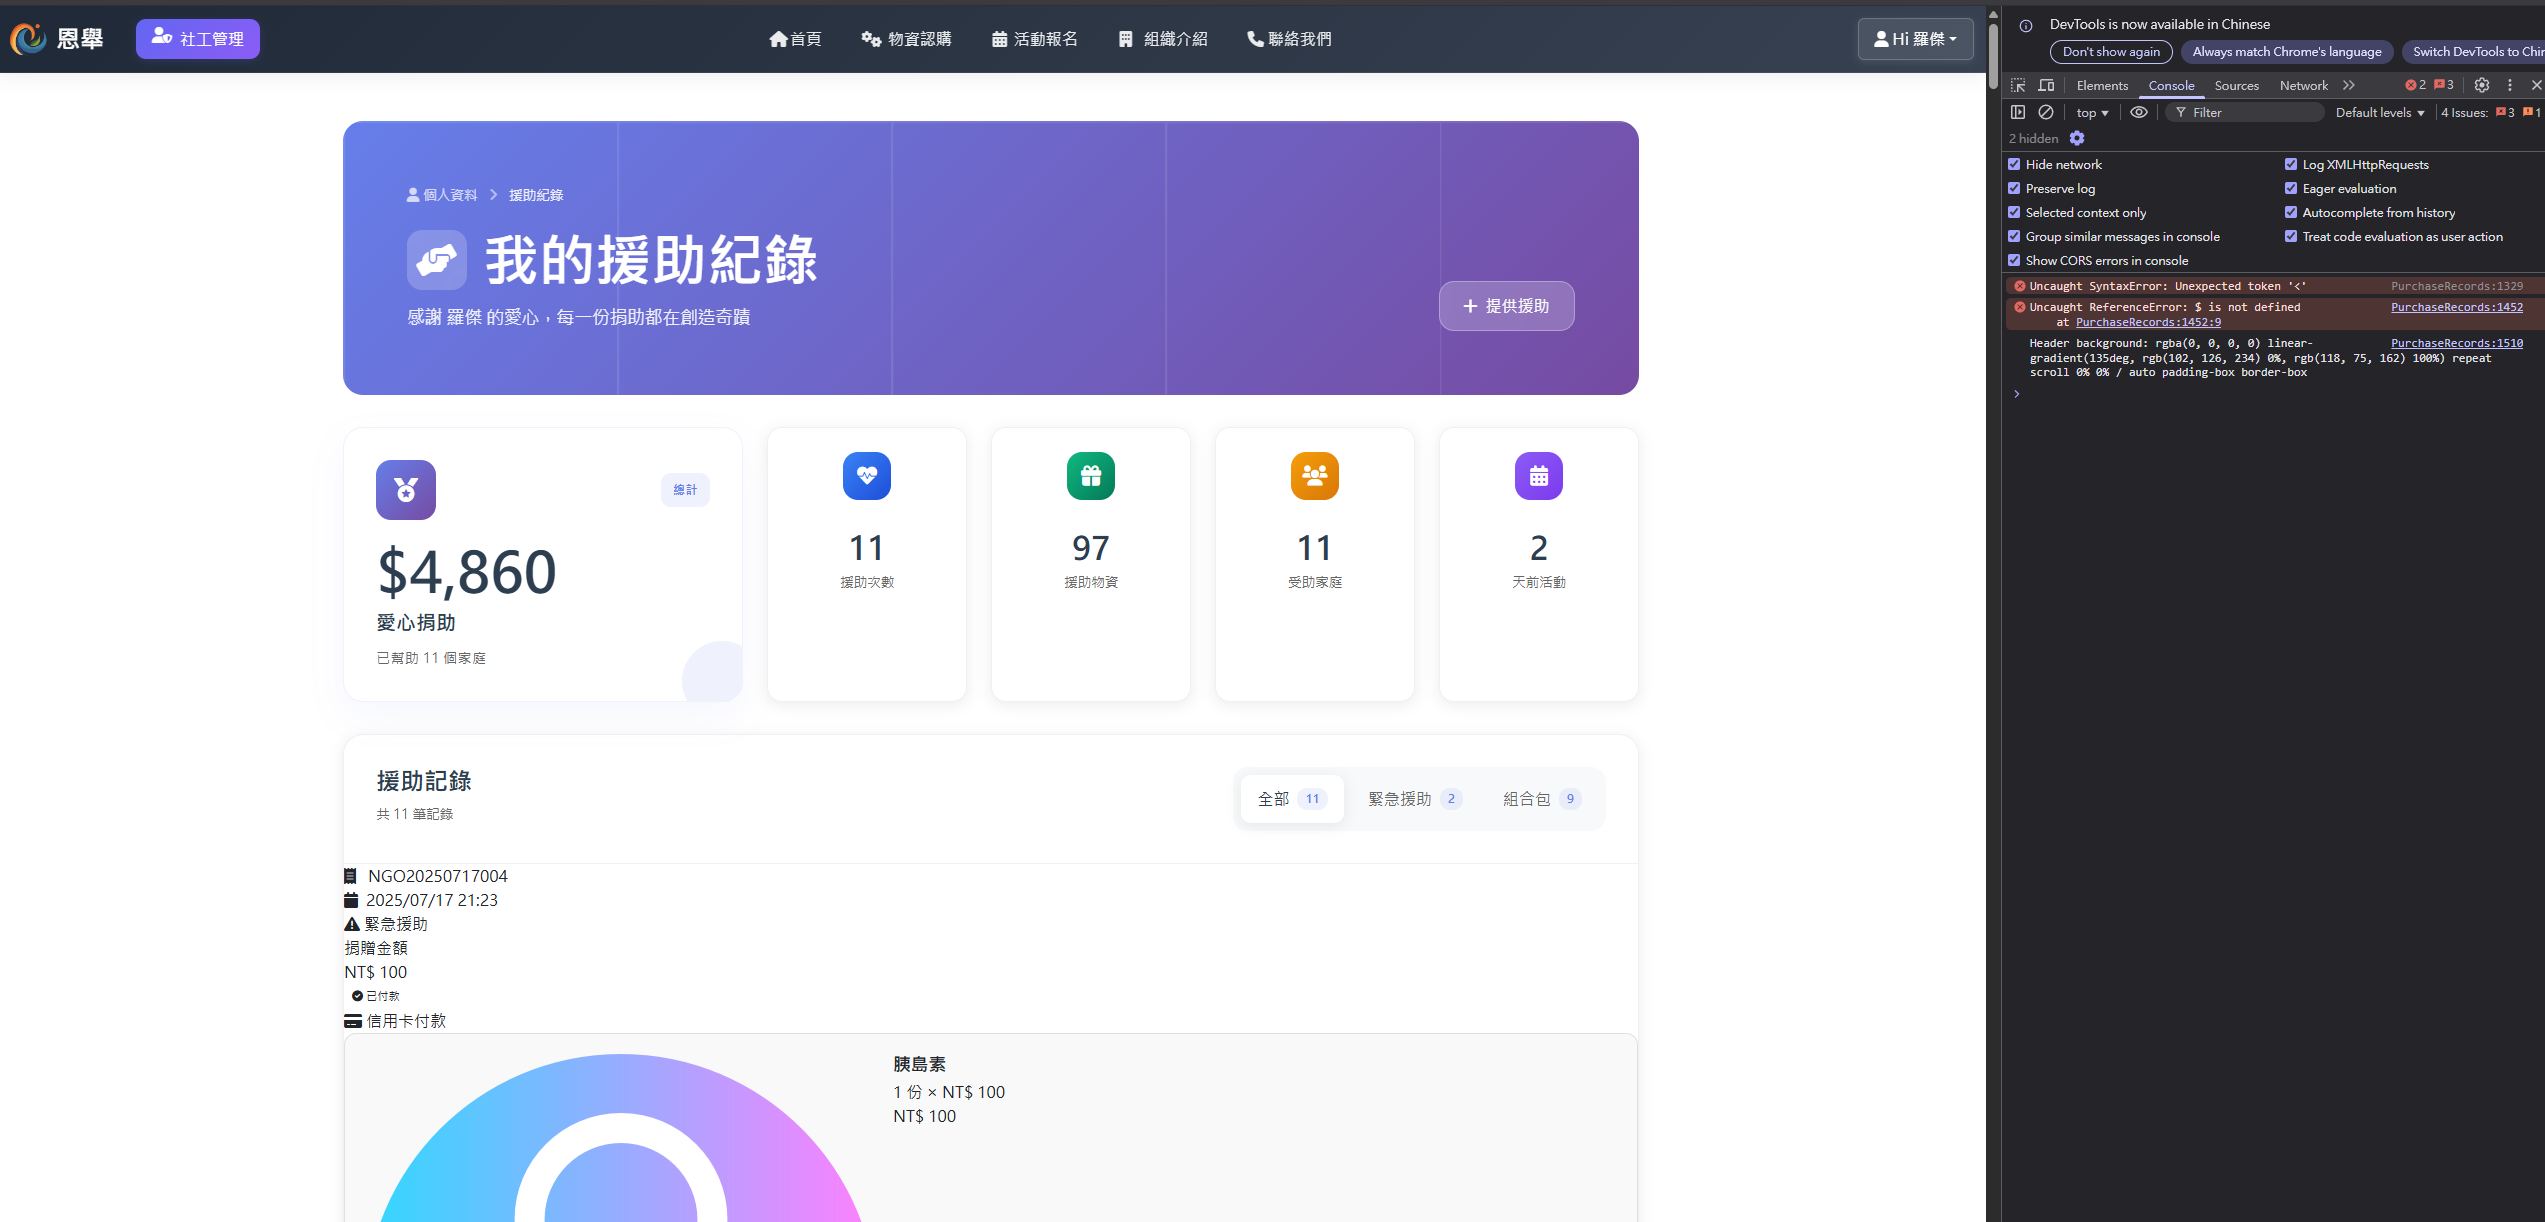 恩舉
社工管理
首頁
物資認購
活動報名
組織介紹
聯絡我們
Hi 羅傑
個人資料
援助紀錄
我的援助紀錄
感謝 羅傑 的愛心，每一份捐助都在創造奇蹟
提供援助
總計
$4,860
愛心捐助
已幫助 11 個家庭
11
援助次數
97
援助物資
11
受助家庭
2
天前活動
援助記錄
共 11 筆記錄
全部 11
緊急援助 2
組合包 9
NGO20250717004
2025/07/17 21:23
緊急援助
捐贈金額
NT$ 100
已付款
信用卡付款
胰島素
1 份 × NT$ 100
NT$ 100
DevTools is now available in Chinese
Don't show again
Always match Chrome's language
Switch DevTools to Chin
Elements
Console
Sources
Network
2
3
top
Filter
Default levels
4 Issues: 3 1
2 hidden
Hide network
Log XMLHttpRequests
Preserve log
Eager evaluation
Selected context only
Autocomplete from history
Group similar messages in console
Treat code evaluation as user action
Show CORS errors in console
Uncaught SyntaxError: Unexpected token '<' PurchaseRecords:1329
Uncaught ReferenceError: $ is not defined PurchaseRecords:1452
at PurchaseRecords:1452:9
Header background: rgba(0, 0, 0, 0) linear- PurchaseRecords:1510
gradient(135deg, rgb(102, 126, 234) 0%, rgb(118, 75, 162) 100%) repeat
scroll 0% 0% / auto padding-box border-box